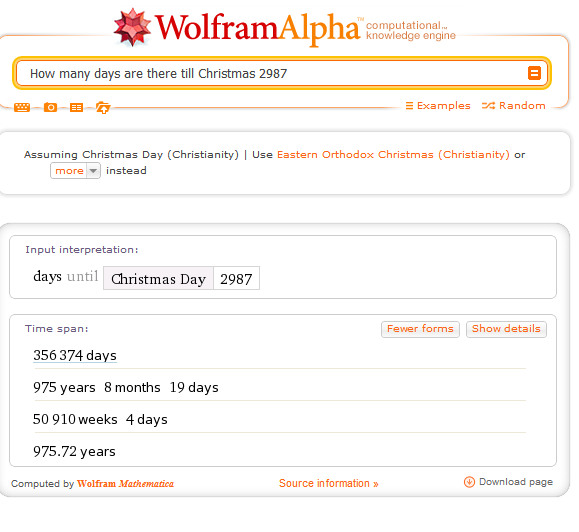 WolframAlpha™ computational... knowledge engine
How many days are there till Christmas 2987
Examples Random
Assuming Christmas Day (Christianity) | Use Eastern Orthodox Christmas (Christianity) or
more instead
Input interpretation:
days until Christmas Day 2987
Time span: Fewer forms Show details
356 374 days
975 years 8 months 19 days
50 910 weeks 4 days
975.72 years
Computed by Wolfram Mathematica Source information » Download page